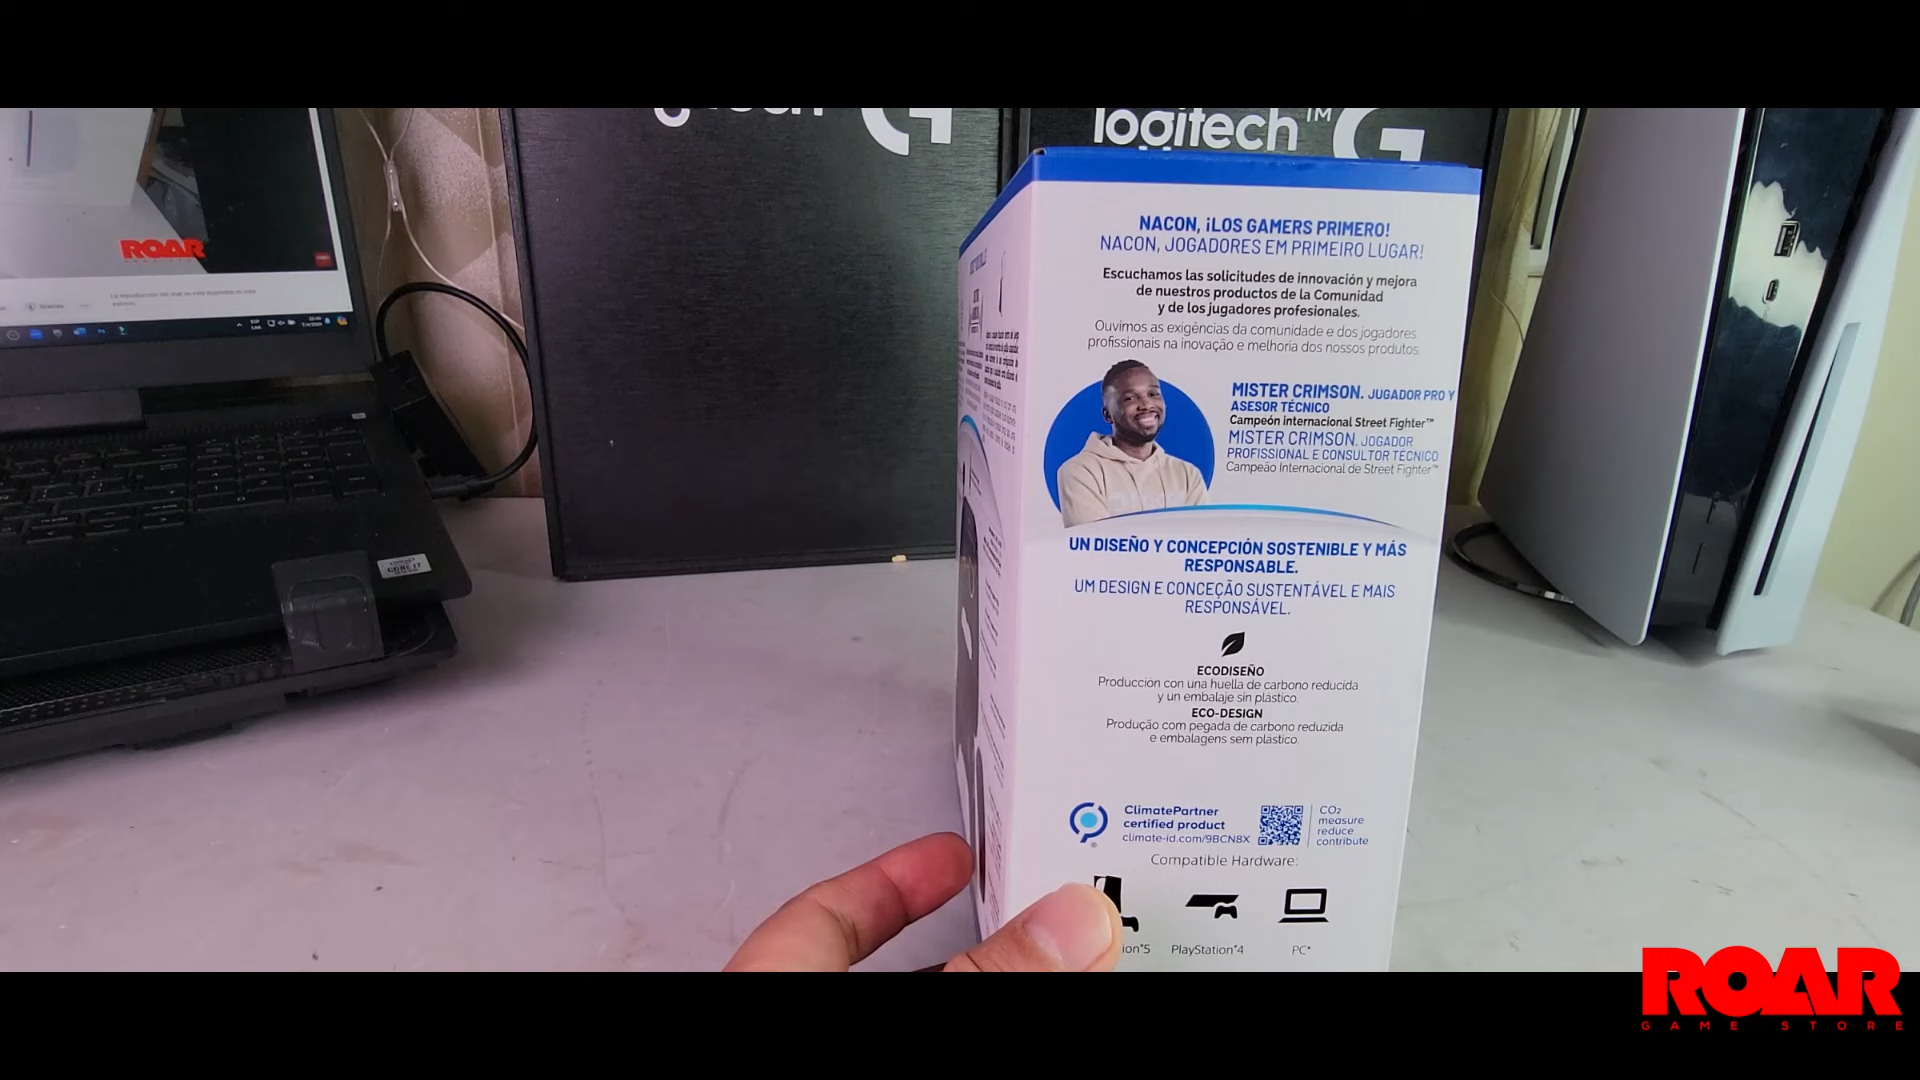 logitech™ G
NACON, ¡LOS GAMERS PRIMERO!
NACON, JOGADORES EM PRIMEIRO LUGAR!
Escuchamos las solicitudes de innovación y mejora
de nuestros productos de la Comunidad
y de los jugadores profesionales.
Ouvimos as exigências da comunidade e dos jogadores
profissionais na inovação e melhoria dos nossos produtos.
MISTER CRIMSON. JUGADOR PRO Y
ASESOR TÉCNICO
Campeón internacional Street Fighter™
MISTER CRIMSON. JOGADOR
PROFISSIONAL E CONSULTOR TÉCNICO
Campeão Internacional de Street Fighter™
UN DISEÑO Y CONCEPCIÓN SOSTENIBLE Y MÁS
RESPONSABLE.
UM DESIGN E CONCEÇÃO SUSTENTÁVEL E MAIS
RESPONSÁVEL.
ECODISEÑO
Produccion con una huella de carbono reducida
y un embalaje sin plástico.
ECO-DESIGN
Produção com pegada de carbono reduzida
e embalagens sem plástico.
ClimatePartner
certified product
climate-id.com/9BCN8X
CO₂
measure
reduce
contribute
Compatible Hardware:
ion®5 PlayStation®4 PC*
ROAR
CORE i7
ROAR
GAME STORE